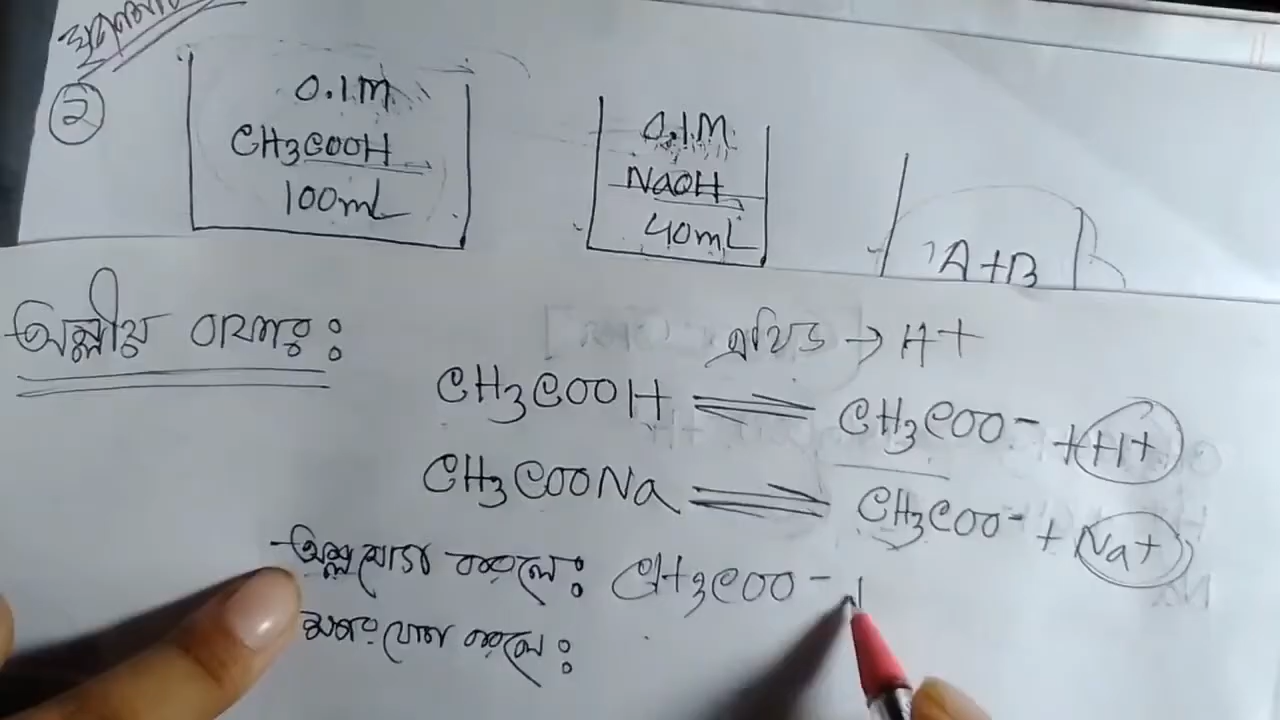 ২
0.1M
CH3COOH
100mL
0.1M
NaOH
40mL
A+B
অম্লীয় বাফার:
এসিড → H+
CH3COOH ⇌ CH3COO- + H+
CH3COONa ⇌ CH3COO- + Na+
অম্ল যোগ করলে: CH3COO-
ক্ষার যোগ করলে: